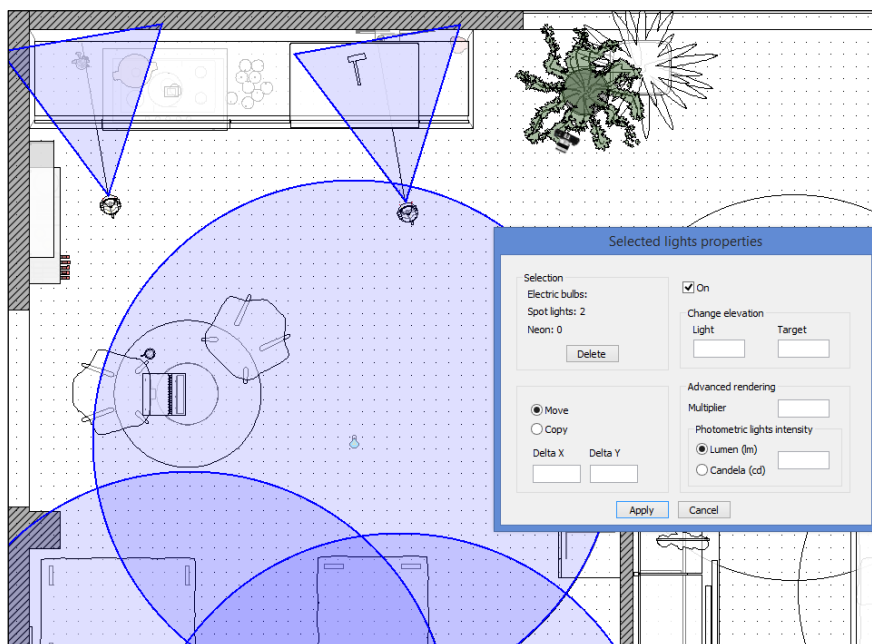 Selected lights properties
Selection
Electric bulbs:
Spot lights: 2
Neon: 0
Delete
On
Change elevation
Light Target
Move
Copy
Delta X Delta Y
Advanced rendering
Multiplier
Photometric lights intensity
Lumen (lm)
Candela (cd)
Apply Cancel